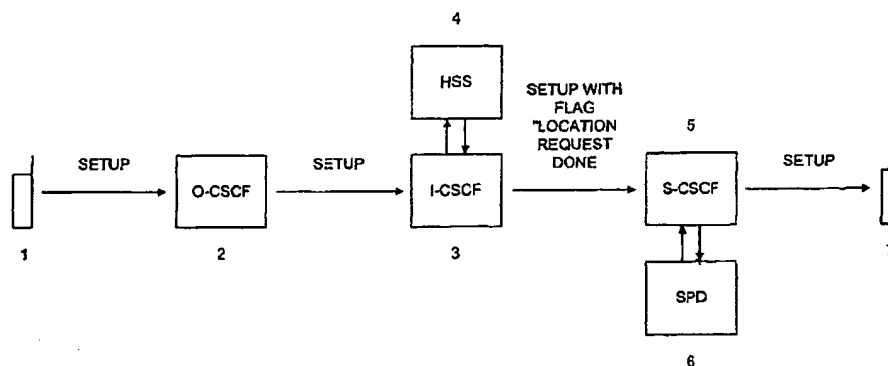 4
HSS
SETUP WITH
FLAG
"LOCATION
REQUEST
DONE
5
SETUP
O-CSCF
SETUP
I-CSCF
S-CSCF
SETUP
1
2
3
SPD
6